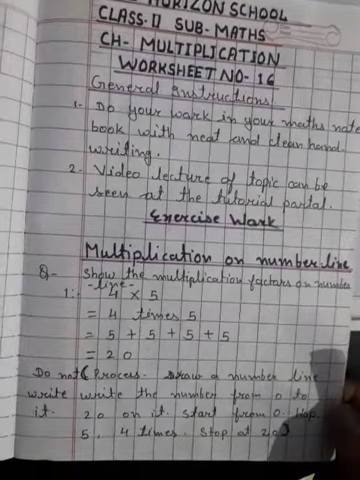 HORIZON SCHOOL
CLASS-II SUB-MATHS
CH- MULTIPLICATION
WORKSHEET NO-16
General Instructions
1- Do your work in your maths note
book with neat and clean hand
writing.
2- Video lecture of topic can be
seen at the tutorial portal.
Exercise Work
Multiplication on number line
Q- Show the multiplication factors on number
-line-
1:- 4 × 5
= 4 times 5
= 5 + 5 + 5 + 5
= 20
Do not ( Process- Draw a number line
write write the number from 0 to
it. 20 on it. start from 0. Hop
5, 4 times. Stop at 20)